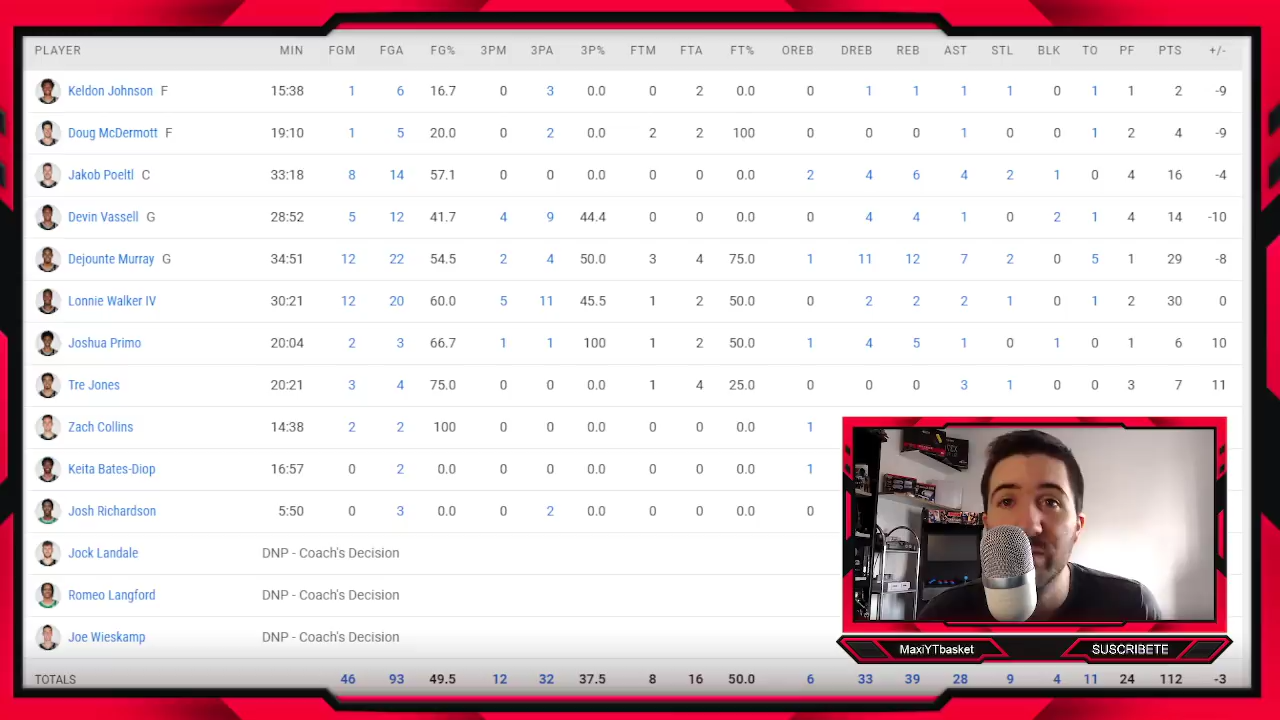 PLAYER MIN FGM FGA FG% 3PM 3PA 3P% FTM FTA FT% OREB DREB REB AST STL BLK TO PF PTS +/-
Keldon Johnson F 15:38 1 6 16.7 0 3 0.0 0 2 0.0 0 1 1 1 1 0 1 1 2 -9
Doug McDermott F 19:10 1 5 20.0 0 2 0.0 2 2 100 0 0 0 1 0 0 1 2 4 -9
Jakob Poeltl C 33:18 8 14 57.1 0 0 0.0 0 0 0.0 2 4 6 4 2 1 0 4 16 -4
Devin Vassell G 28:52 5 12 41.7 4 9 44.4 0 0 0.0 0 4 4 1 0 2 1 4 14 -10
Dejounte Murray G 34:51 12 22 54.5 2 4 50.0 3 4 75.0 1 11 12 7 2 0 5 1 29 -8
Lonnie Walker IV 30:21 12 20 60.0 5 11 45.5 1 2 50.0 0 2 2 2 1 0 1 2 30 0
Joshua Primo 20:04 2 3 66.7 1 1 100 1 2 50.0 1 4 5 1 0 1 0 1 6 10
Tre Jones 20:21 3 4 75.0 0 0 0.0 1 4 25.0 0 0 0 3 1 0 0 3 7 11
Zach Collins 14:38 2 2 100 0 0 0.0 0 0 0.0 1
Keita Bates-Diop 16:57 0 2 0.0 0 0 0.0 0 0 0.0 1
Josh Richardson 5:50 0 3 0.0 0 2 0.0 0 0 0.0 0
Jock Landale DNP - Coach's Decision
Romeo Langford DNP - Coach's Decision
Joe Wieskamp DNP - Coach's Decision
MaxiYTbasket SUSCRIBETE
TOTALS 46 93 49.5 12 32 37.5 8 16 50.0 6 33 39 28 9 4 11 24 112 -3